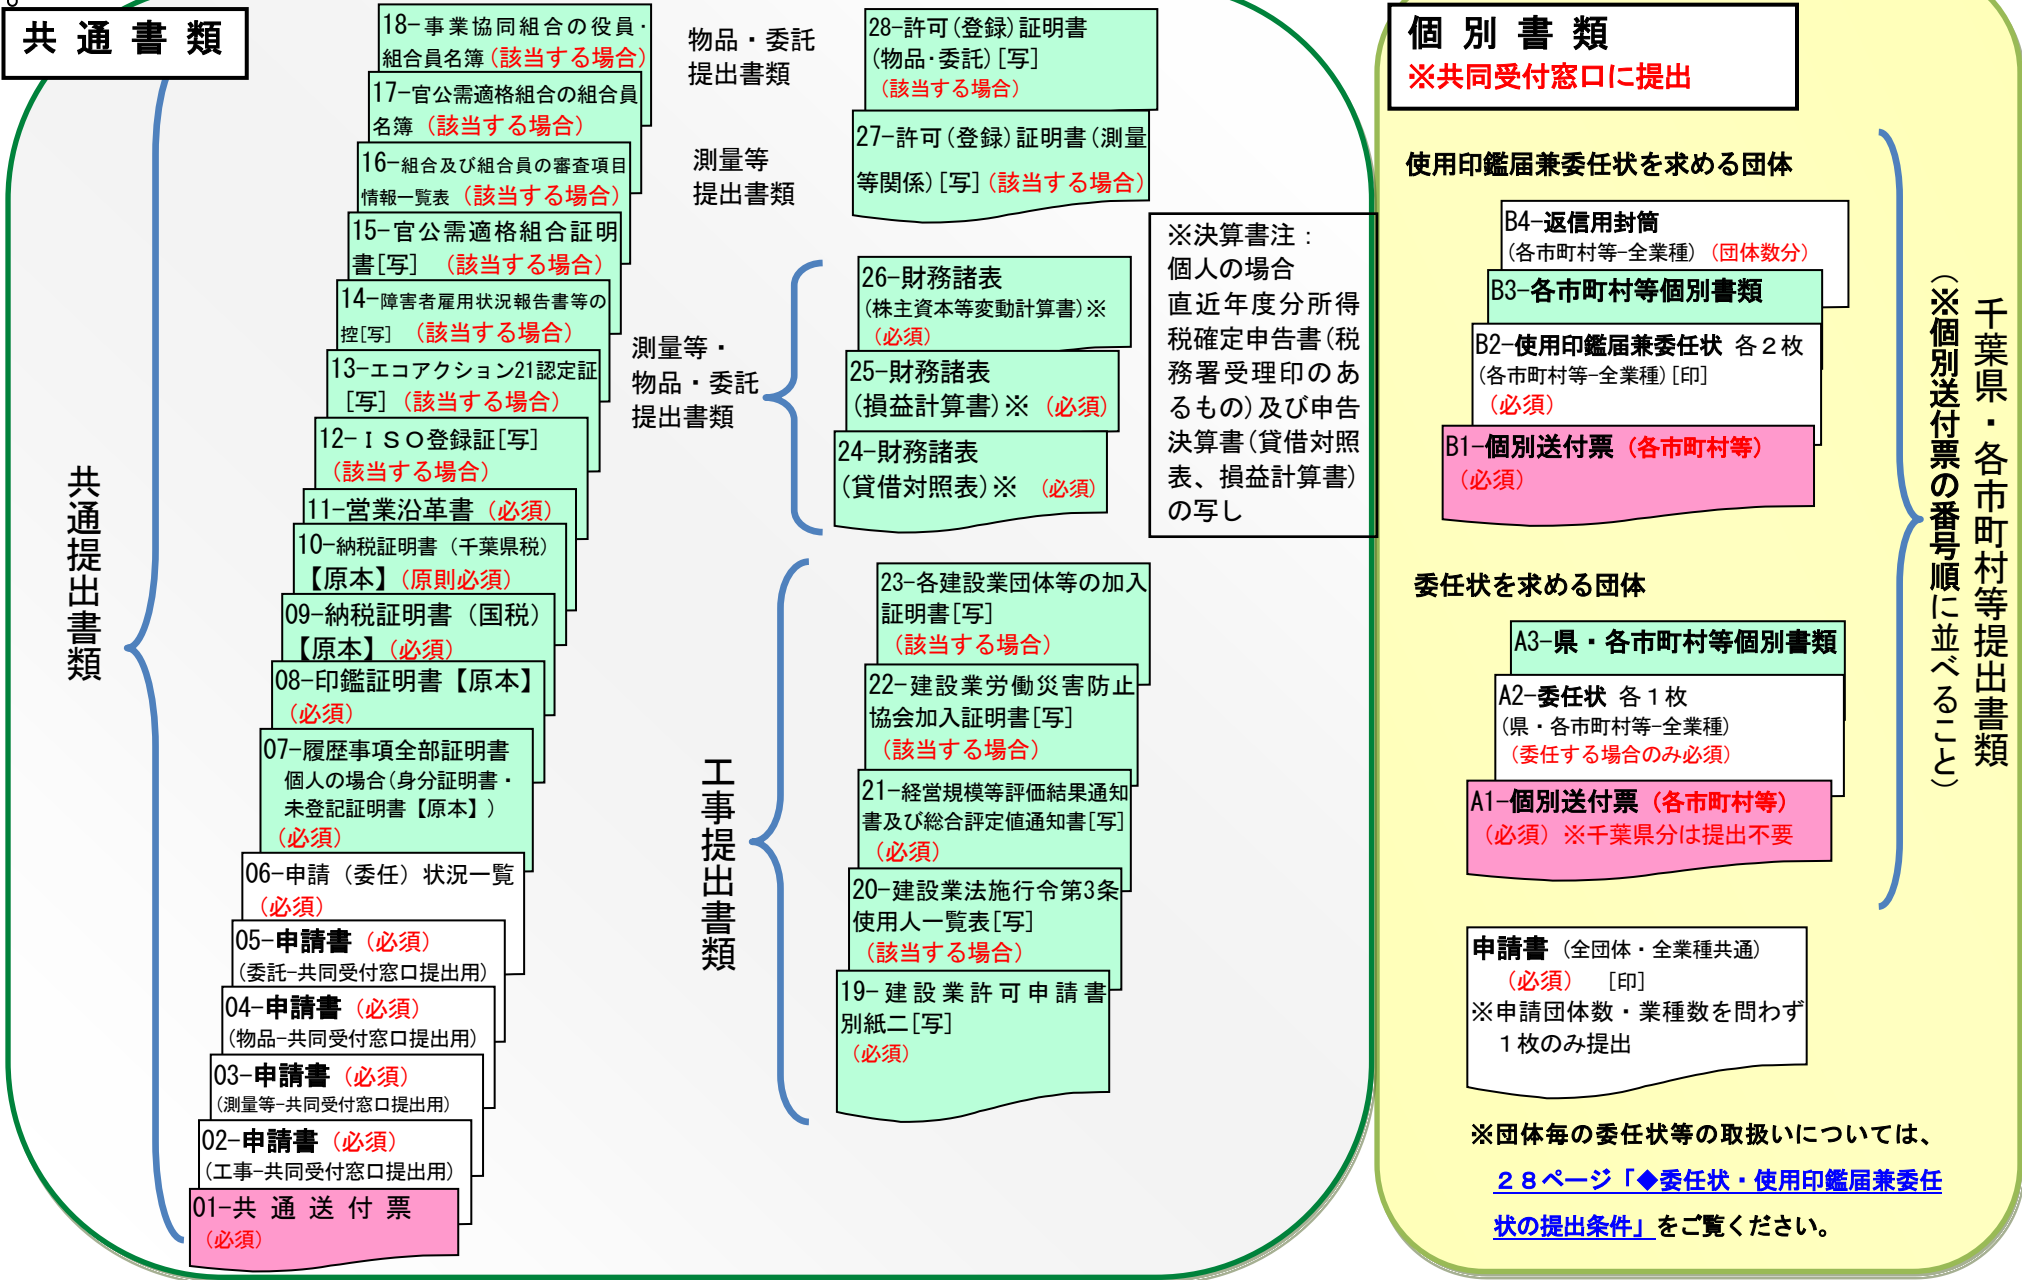 共通書類
18-事業協同組合の役員・
組合員名簿(該当する場合)
17-官公需適格組合の組合員
名簿（該当する場合）
16-組合及び組合員の審査項目
情報一覧表（該当する場合）
15-官公需適格組合証明
書[写]（該当する場合）
14-障害者雇用状況報告書等の
控[写]（該当する場合）
13-エコアクション21認定証
[写]（該当する場合）
12-ＩＳＯ登録証[写]
（該当する場合）
11-営業沿革書（必須）
10-納税証明書（千葉県税）
【原本】（原則必須）
09-納税証明書（国税）
【原本】（必須）
08-印鑑証明書【原本】
（必須）
07-履歴事項全部証明書
個人の場合(身分証明書・
未登記証明書【原本】)
（必須）
06-申請（委任）状況一覧
（必須）
05-申請書（必須）
(委託-共同受付窓口提出用)
04-申請書（必須）
(物品-共同受付窓口提出用)
03-申請書（必須）
(測量等-共同受付窓口提出用)
02-申請書（必須）
(工事-共同受付窓口提出用)
01-共通送付票
（必須）
共通提出書類
物品・委託
提出書類
28-許可(登録)証明書
(物品・委託)[写]
（該当する場合）
測量等
提出書類
27-許可(登録)証明書(測量
等関係)[写](該当する場合)
測量等・
物品・委託
提出書類
26-財務諸表
(株主資本等変動計算書)※
（必須）
25-財務諸表
(損益計算書)※（必須）
24-財務諸表
(貸借対照表)※（必須）
※決算書注：
個人の場合
直近年度分所得
税確定申告書(税
務署受理印のあ
るもの)及び申告
決算書(貸借対照
表、損益計算書)
の写し
工事提出書類
23-各建設業団体等の加入
証明書[写]
（該当する場合）
22-建設業労働災害防止
協会加入証明書[写]
（該当する場合）
21-経営規模等評価結果通知
書及び総合評定値通知書[写]
（必須）
20-建設業法施行令第3条
使用人一覧表[写]
（該当する場合）
19-建設業許可申請書
別紙二[写]
（必須）
個別書類
※共同受付窓口に提出
使用印鑑届兼委任状を求める団体
B4-返信用封筒
(各市町村等-全業種)（団体数分）
B3-各市町村等個別書類
B2-使用印鑑届兼委任状 各２枚
(各市町村等-全業種)[印]
（必須）
B1-個別送付票（各市町村等）
（必須）
委任状を求める団体
A3-県・各市町村等個別書類
A2-委任状 各１枚
(県・各市町村等-全業種)
（委任する場合のみ必須）
A1-個別送付票（各市町村等）
（必須）※千葉県分は提出不要
千葉県・各市町村等提出書類
（※個別送付票の番号順に並べること）
申請書（全団体・全業種共通）
（必須） [印]
※申請団体数・業種数を問わず
１枚のみ提出
※団体毎の委任状等の取扱いについては、
２８ページ「◆委任状・使用印鑑届兼委任
状の提出条件」をご覧ください。